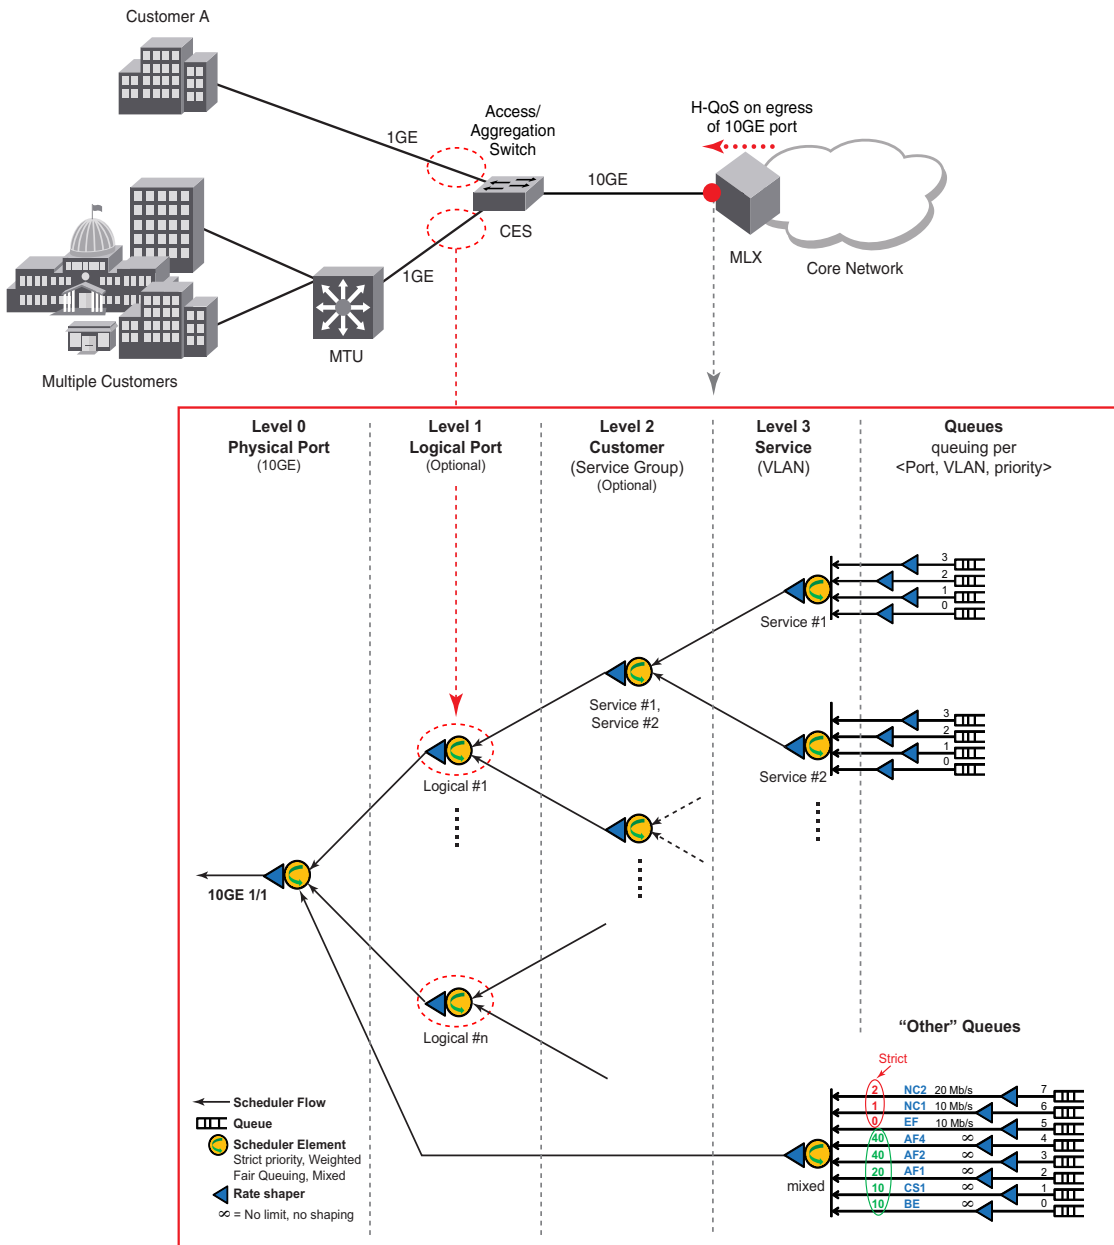 Customer A
Access/
Aggregation
Switch
H-QoS on egress
of 10GE port
1GE
10GE
CES
MLX
Core Network
1GE
MTU
Multiple Customers
Level 0
Physical Port
(10GE)
Level 1
Logical Port
(Optional)
Level 2
Customer
(Service Group)
(Optional)
Level 3
Service
(VLAN)
Queues
queuing per
<Port, VLAN, priority>
3
2
1
0
Service #1
Service #1,
Service #2
3
2
1
0
Service #2
Logical #1
10GE 1/1
Logical #n
“Other” Queues
Strict
2 NC2 20 Mb/s 7
1 NC1 10 Mb/s 6
0 EF 10 Mb/s 5
40 AF4 ∞ 4
40 AF2 ∞ 3
20 AF1 ∞ 2
10 CS1 ∞ 1
10 BE ∞ 0
mixed
Scheduler Flow
Queue
Scheduler Element
Strict priority, Weighted
Fair Queuing, Mixed
Rate shaper
∞ = No limit, no shaping